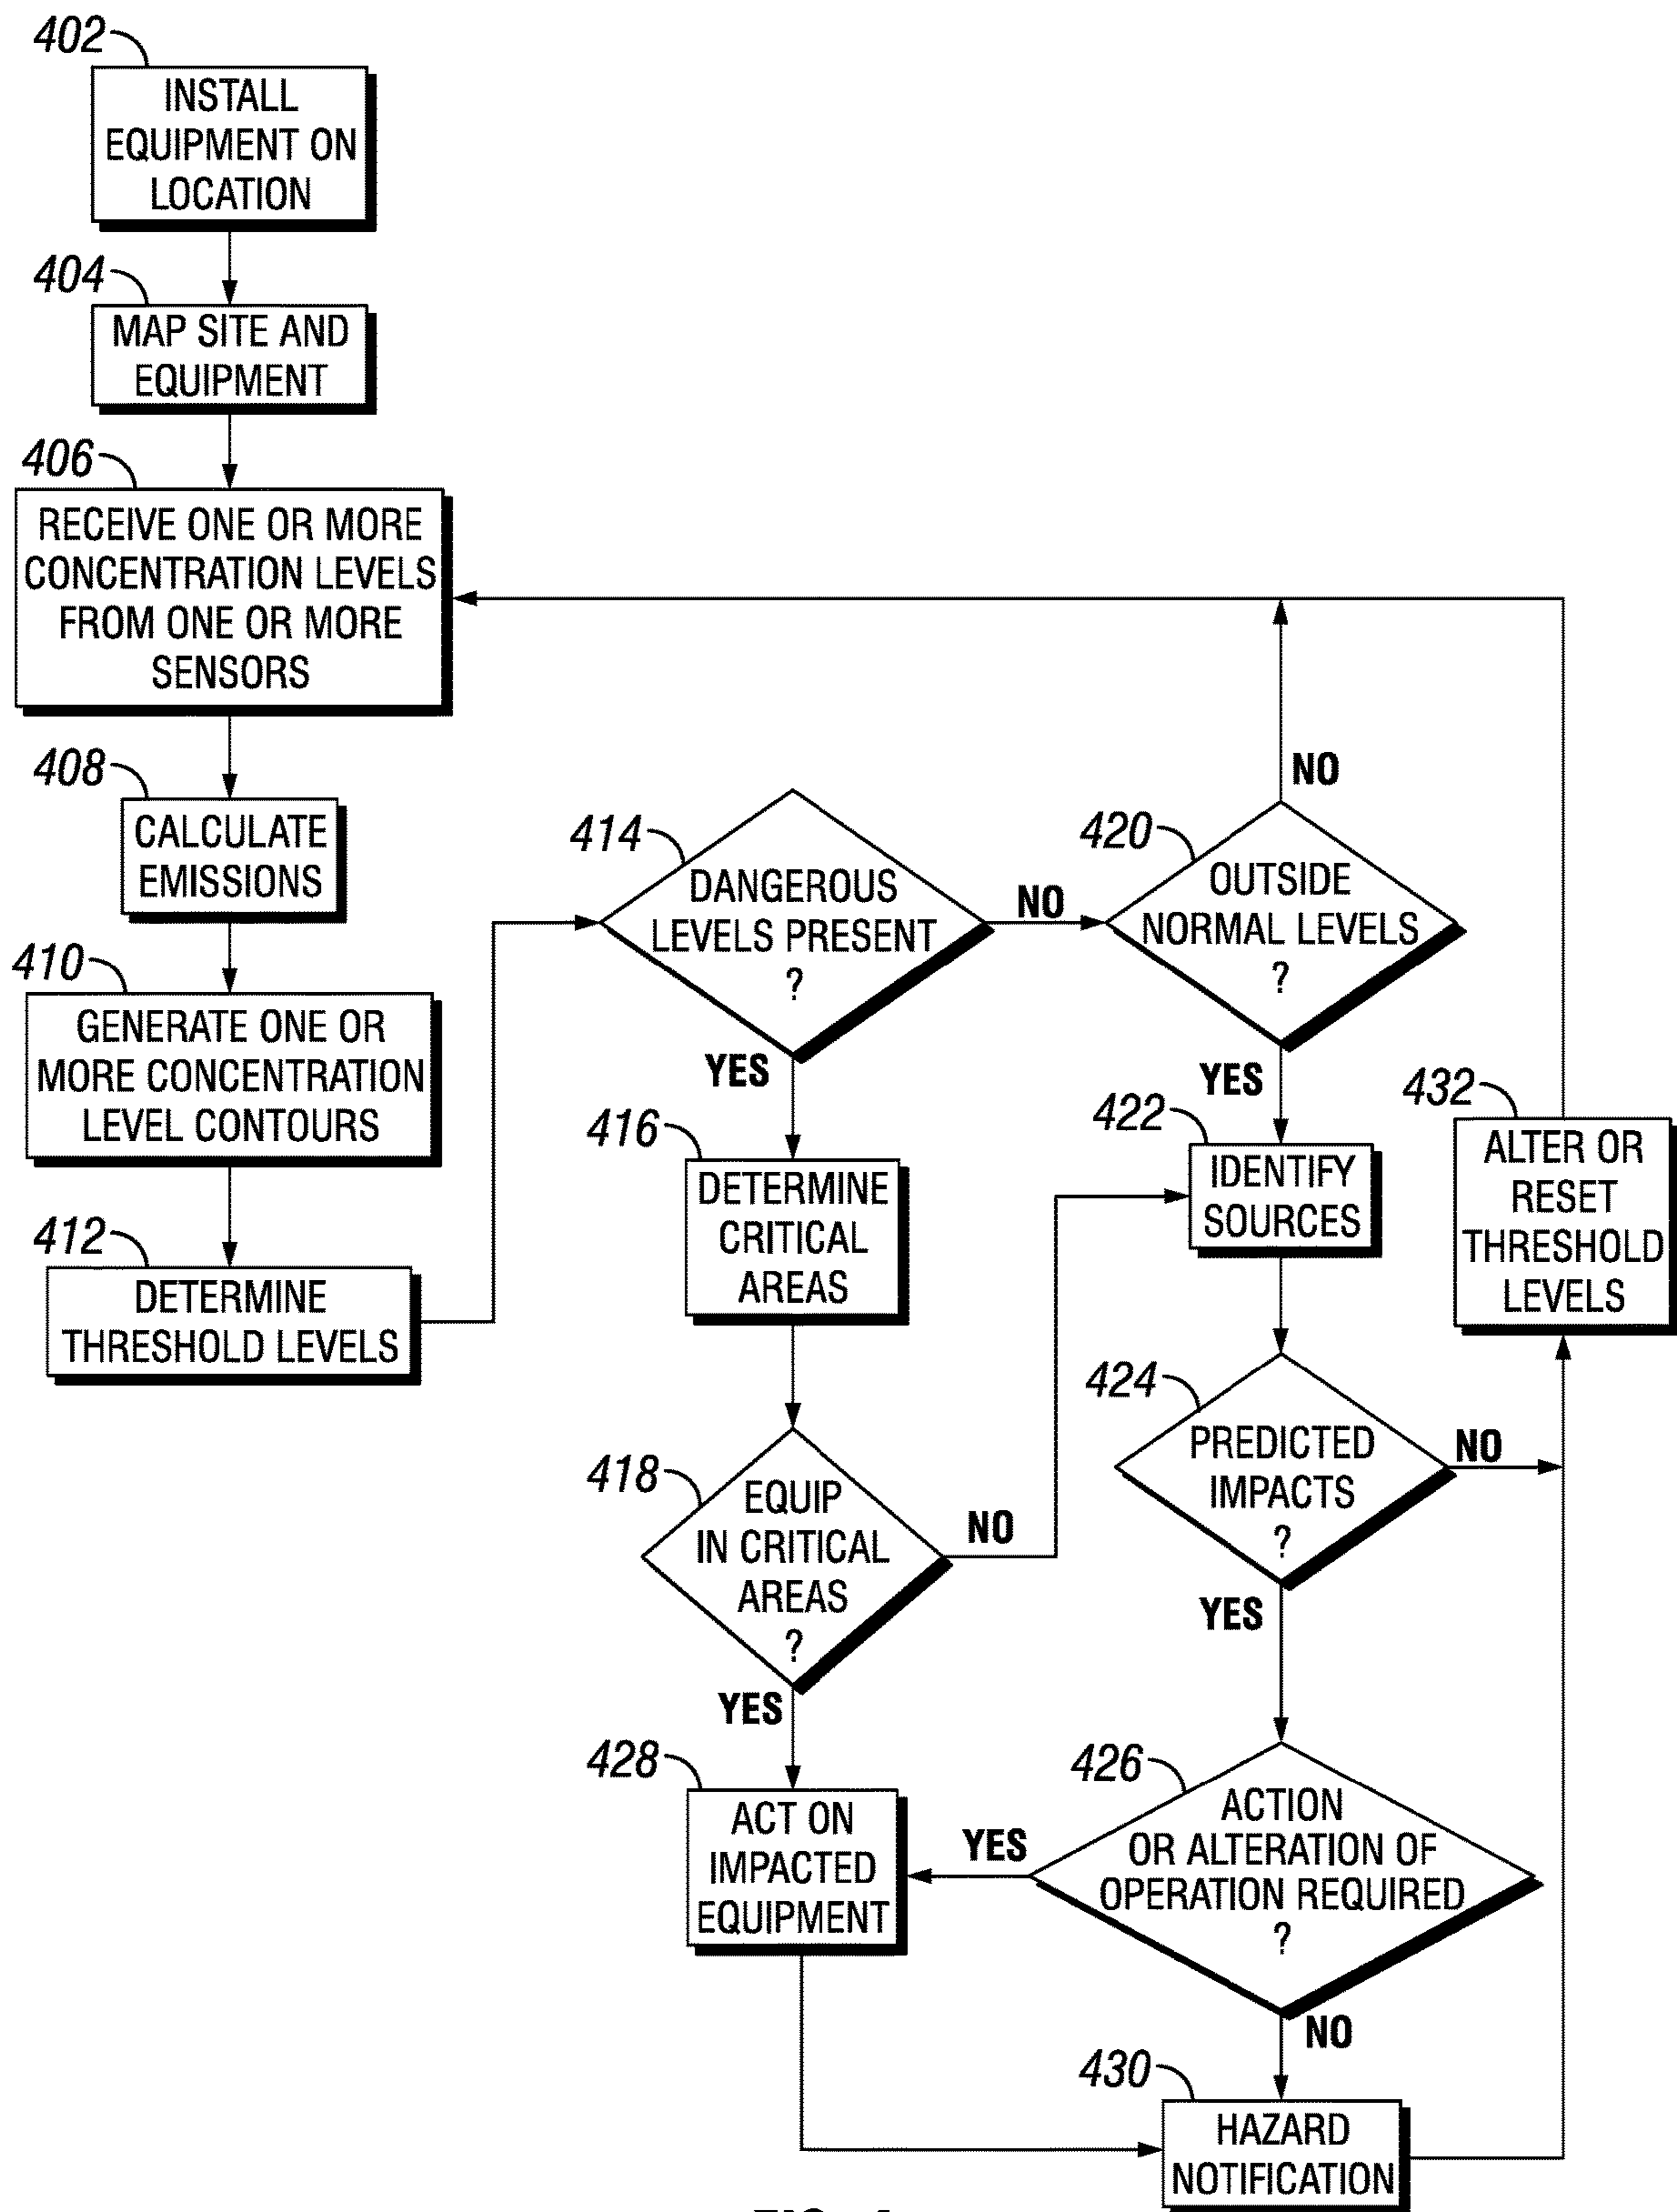 402
INSTALL
EQUIPMENT ON
LOCATION
404
MAP SITE AND
EQUIPMENT
406
RECEIVE ONE OR MORE
CONCENTRATION LEVELS
FROM ONE OR MORE
SENSORS
408
CALCULATE
EMISSIONS
410
GENERATE ONE OR
MORE CONCENTRATION
LEVEL CONTOURS
412
DETERMINE
THRESHOLD LEVELS
414
DANGEROUS
LEVELS PRESENT
?
NO
YES
416
DETERMINE
CRITICAL
AREAS
418
EQUIP
IN CRITICAL
AREAS
?
NO
YES
420
OUTSIDE
NORMAL LEVELS
?
NO
YES
422
IDENTIFY
SOURCES
424
PREDICTED
IMPACTS
?
NO
YES
426
ACTION
OR ALTERATION OF
OPERATION REQUIRED
?
YES
NO
428
ACT ON
IMPACTED
EQUIPMENT
430
HAZARD
NOTIFICATION
432
ALTER OR
RESET
THRESHOLD
LEVELS